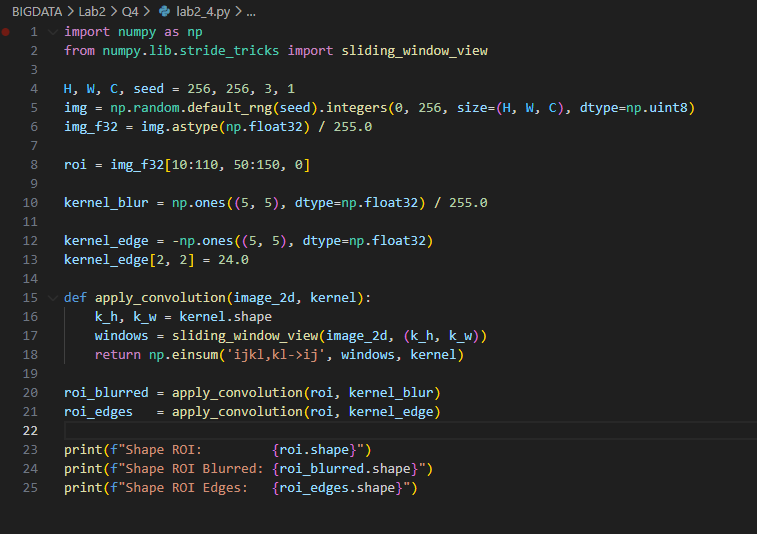 BIGDATA > Lab2 > Q4 > lab2_4.py > ...
1 import numpy as np
2 from numpy.lib.stride_tricks import sliding_window_view
3
4 H, W, C, seed = 256, 256, 3, 1
5 img = np.random.default_rng(seed).integers(0, 256, size=(H, W, C), dtype=np.uint8)
6 img_f32 = img.astype(np.float32) / 255.0
7
8 roi = img_f32[10:110, 50:150, 0]
9
10 kernel_blur = np.ones((5, 5), dtype=np.float32) / 255.0
11
12 kernel_edge = -np.ones((5, 5), dtype=np.float32)
13 kernel_edge[2, 2] = 24.0
14
15 def apply_convolution(image_2d, kernel):
16     k_h, k_w = kernel.shape
17     windows = sliding_window_view(image_2d, (k_h, k_w))
18     return np.einsum('ijkl,kl->ij', windows, kernel)
19
20 roi_blurred = apply_convolution(roi, kernel_blur)
21 roi_edges   = apply_convolution(roi, kernel_edge)
22
23 print(f"Shape ROI:         {roi.shape}")
24 print(f"Shape ROI Blurred: {roi_blurred.shape}")
25 print(f"Shape ROI Edges:   {roi_edges.shape}")